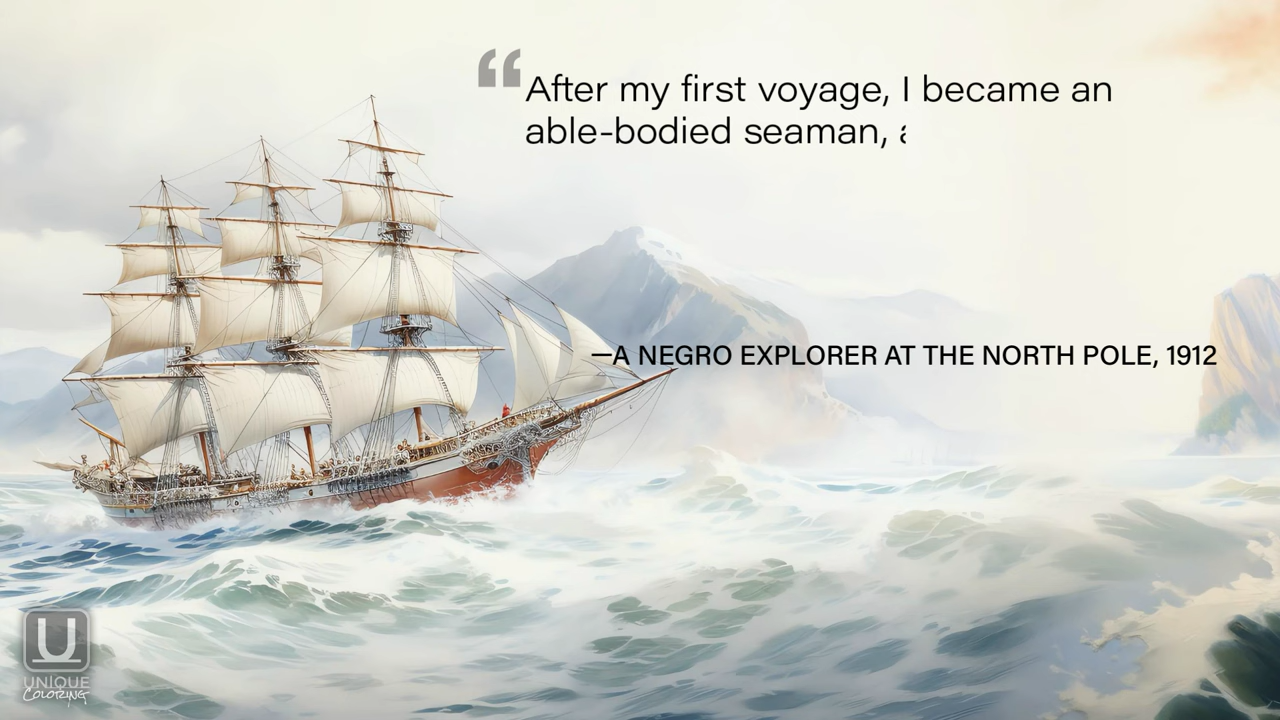 “After my first voyage, I became an
able-bodied seaman,
—A NEGRO EXPLORER AT THE NORTH POLE, 1912
U
UNIQUE
COLORING